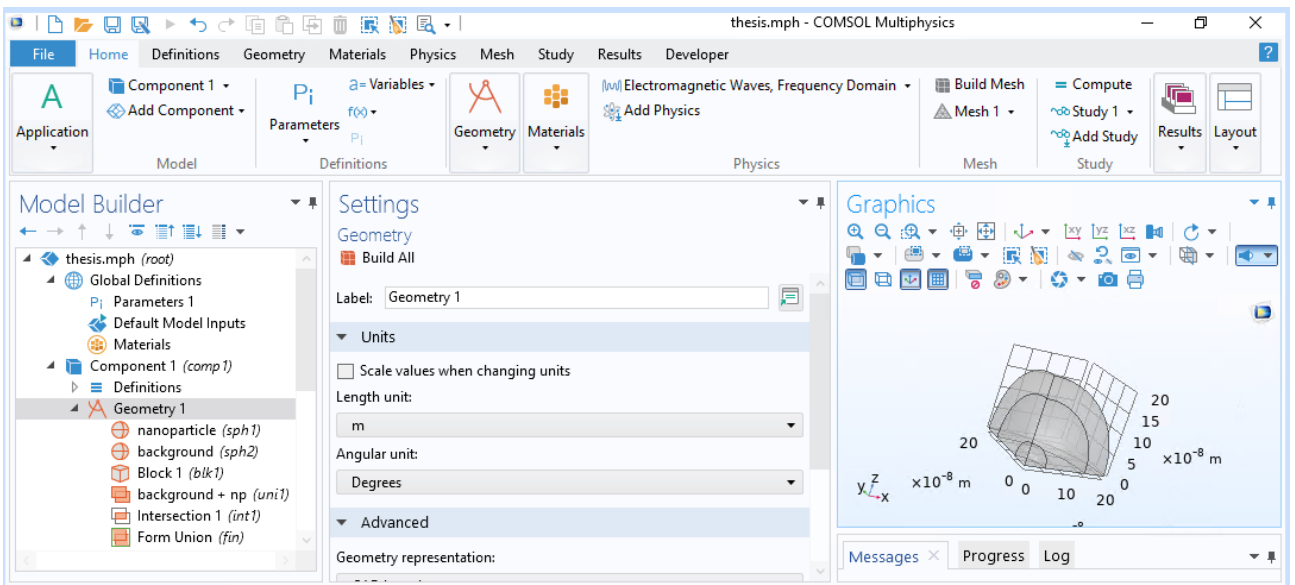 thesis.mph - COMSOL Multiphysics
File Home Definitions Geometry Materials Physics Mesh Study Results Developer ?
A Application
Component 1
Add Component
Model
Pi Parameters
a= Variables
f(x)
Pi
Definitions
Geometry
Materials
Electromagnetic Waves, Frequency Domain
Add Physics
Physics
Build Mesh
Mesh 1
Mesh
= Compute
Study 1
Add Study
Study
Results
Layout
Model Builder
thesis.mph (root)
Global Definitions
Pi Parameters 1
Default Model Inputs
Materials
Component 1 (comp1)
Definitions
Geometry 1
nanoparticle (sph1)
background (sph2)
Block 1 (blk1)
background + np (uni1)
Intersection 1 (int1)
Form Union (fin)
Settings
Geometry
Build All
Label: Geometry 1
Units
Scale values when changing units
Length unit:
m
Angular unit:
Degrees
Advanced
Geometry representation:
Graphics
xy yz xz
20
15
10
5
0
×10⁻⁸ m
20
0
×10⁻⁸ m
0
10
20
y z x
Messages Progress Log